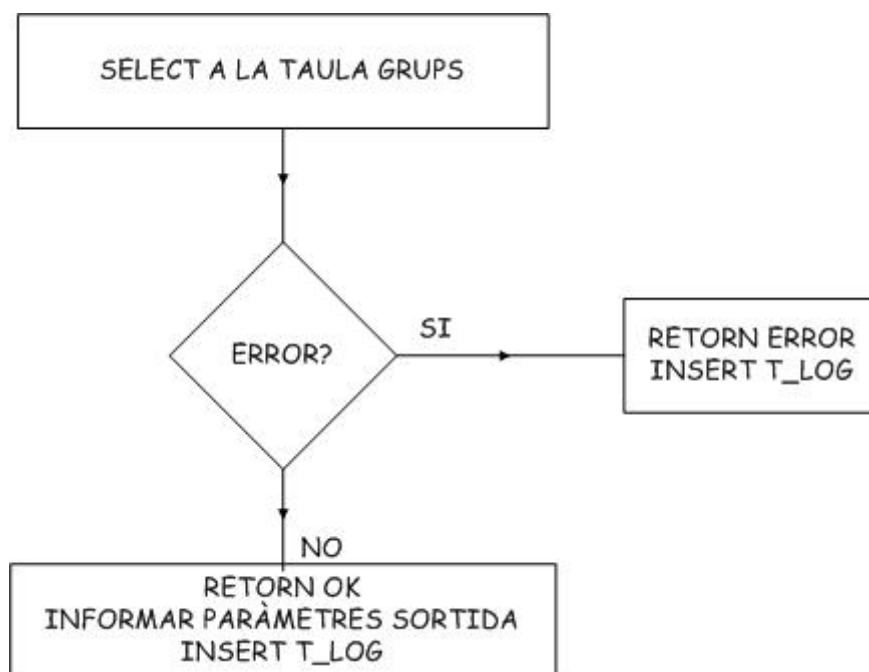 SELECT A LA TAULA GRUPS
ERROR?
SI
RETORN ERROR
INSERT T_LOG
NO
RETORN OK
INFORMAR PARÀMETRES SORTIDA
INSERT T_LOG